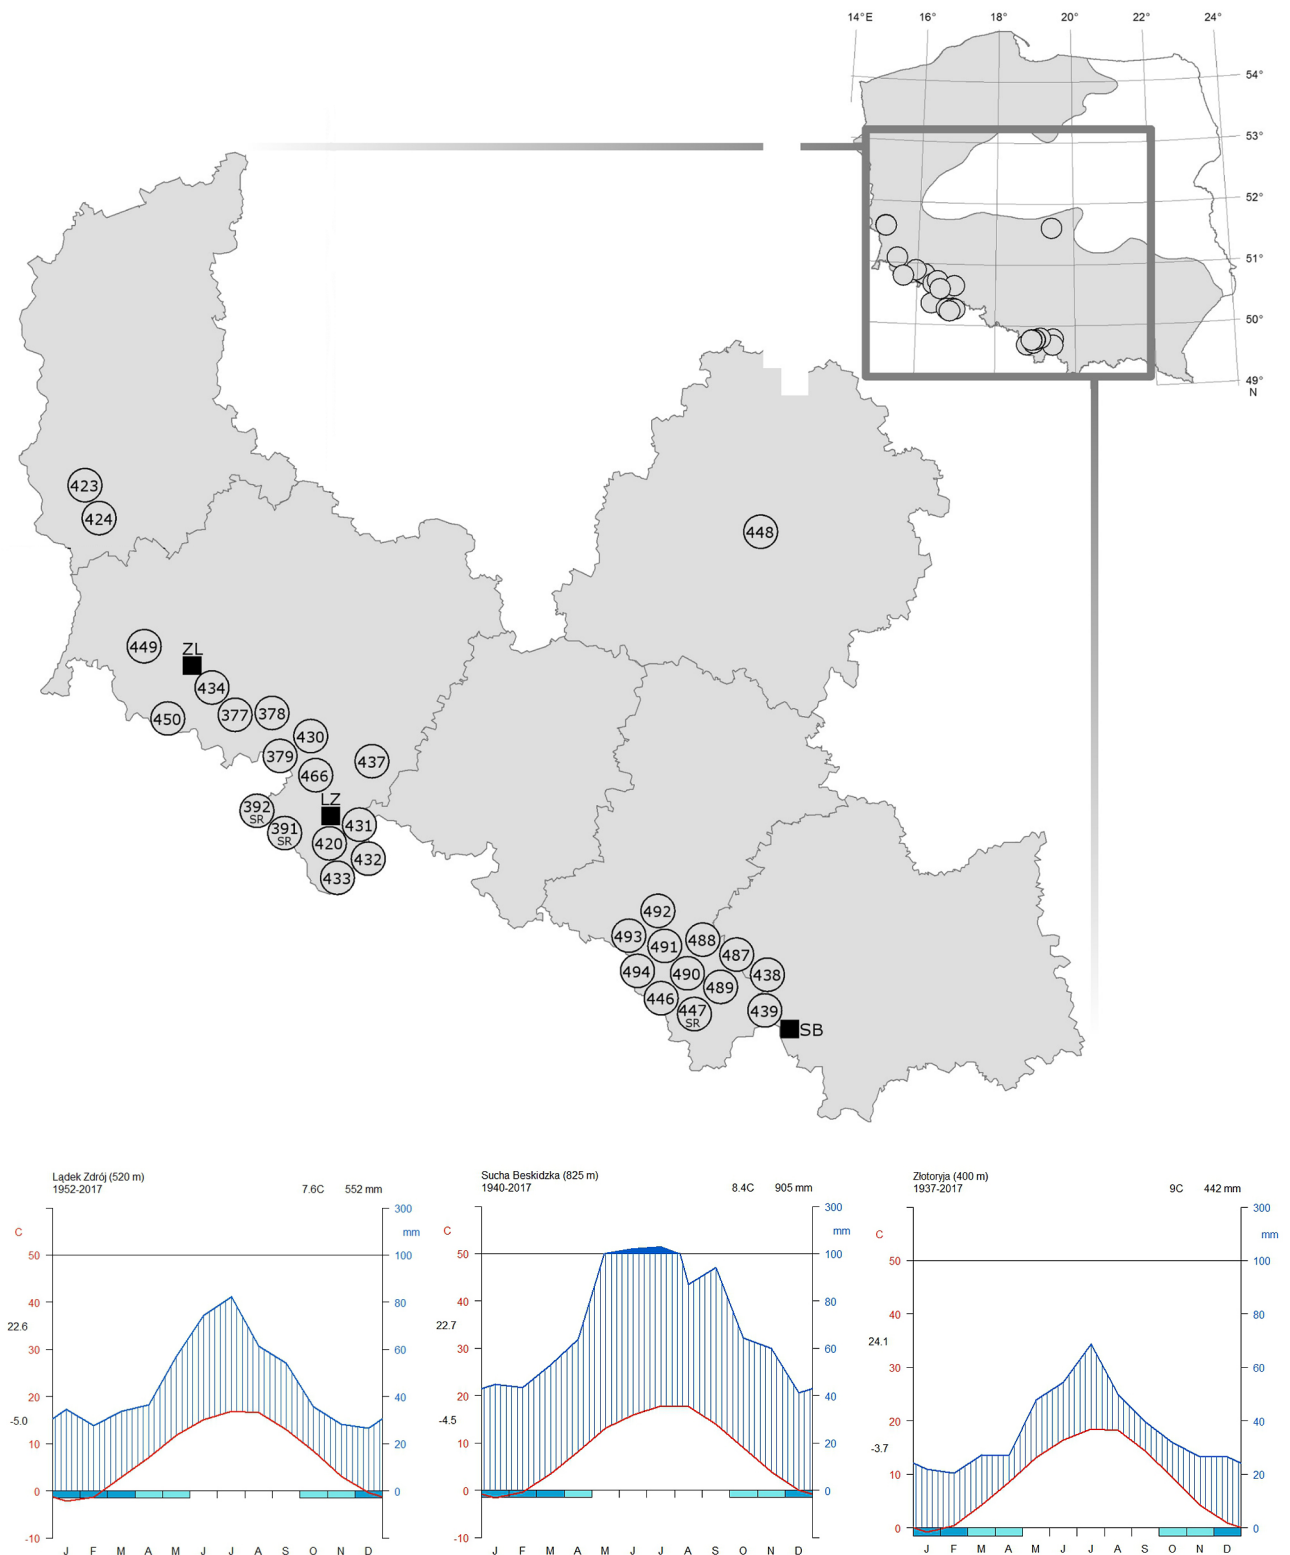 14°E 16° 18° 20° 22° 24°
54°
53°
52°
51°
50°
49°
N
423
424
448
449
ZL
434
450
377
378
430
379
437
466
LZ
392
SR
391
SR
431
420
432
433
492
493
491
488
487
494
490
438
489
446
447
SR
439
SB
Lądek Zdrój (520 m)
1952-2017 7.6C 552 mm
C
300
mm
50 100
40 80
22.6
30 60
20 40
-5.0
10 20
0 0
-10
J F M A M J J A S O N D
Sucha Beskidzka (825 m)
1940-2017 8.4C 905 mm
C
300
mm
50 100
40 80
22.7
30 60
20 40
-4.5
10 20
0 0
-10
J F M A M J J A S O N D
Złotoryja (400 m)
1937-2017 9C 442 mm
C
300
mm
50 100
40 80
24.1
30 60
20 40
-3.7
10 20
0 0
J F M A M J J A S O N D